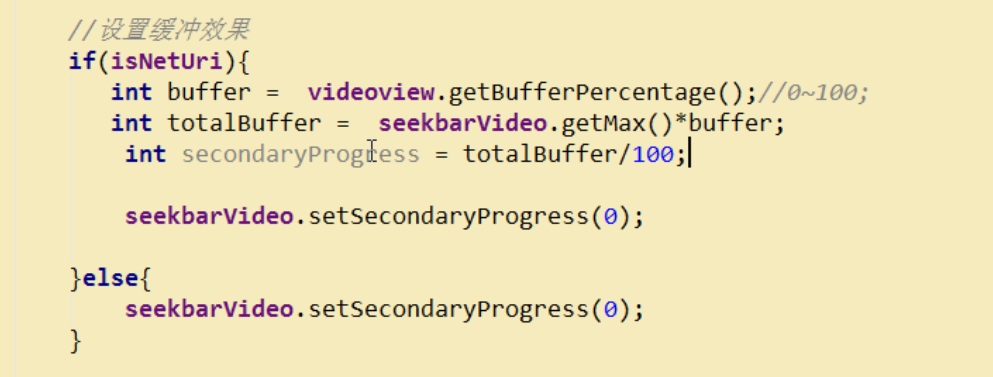 //设置缓冲效果
if(isNetUri){
int buffer =  videoview.getBufferPercentage();//0~100;
int totalBuffer =  seekbarVideo.getMax()*buffer;
int secondaryProgress = totalBuffer/100;
seekbarVideo.setSecondaryProgress(0);
}else{
seekbarVideo.setSecondaryProgress(0);
}